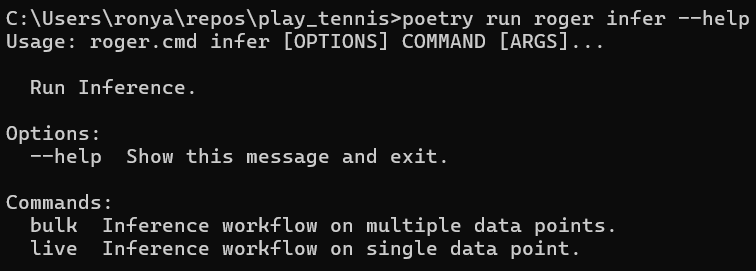 C:\Users\ronya\repos\play_tennis>poetry run roger infer --help
Usage: roger.cmd infer [OPTIONS] COMMAND [ARGS]...
Run Inference.
Options:
--help  Show this message and exit.
Commands:
bulk  Inference workflow on multiple data points.
live  Inference workflow on single data point.